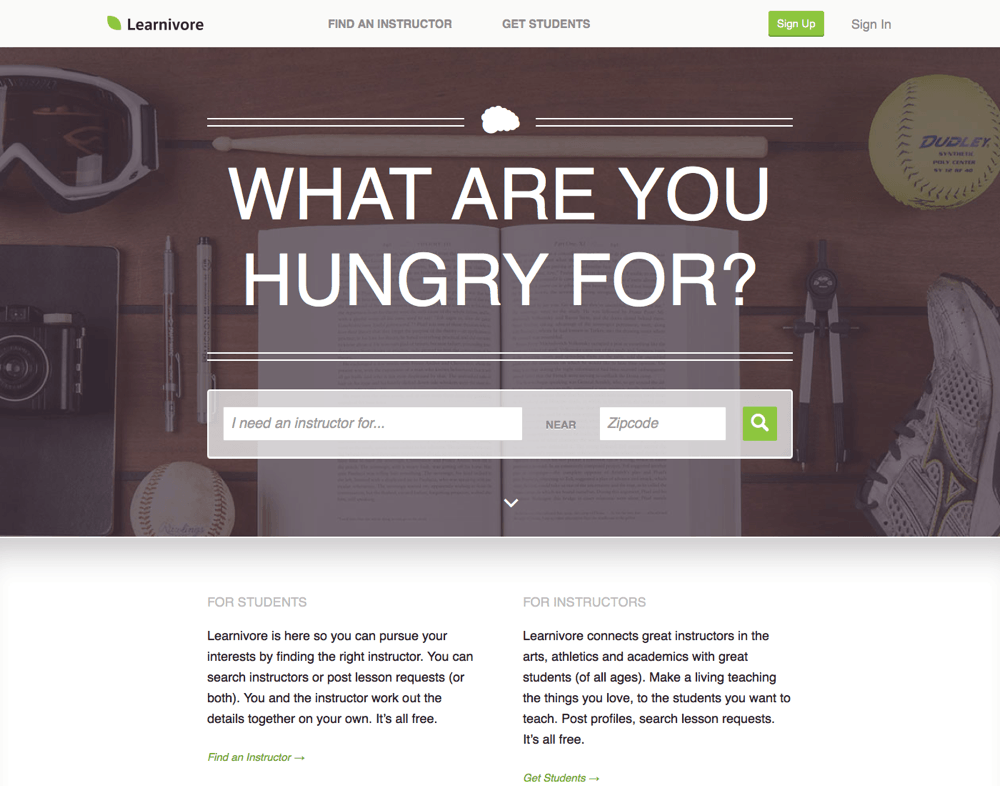 Learnivore
FIND AN INSTRUCTOR
GET STUDENTS
Sign Up
Sign In
DUDLEY
SYNTHETIC
POLY CENTER
WHAT ARE YOU
HUNGRY FOR?
I need an instructor for...
NEAR
Zipcode
Rawlings
FOR STUDENTS
Learnivore is here so you can pursue your
interests by finding the right instructor. You can
search instructors or post lesson requests (or
both). You and the instructor work out the
details together on your own. It’s all free.
Find an Instructor →
FOR INSTRUCTORS
Learnivore connects great instructors in the
arts, athletics and academics with great
students (of all ages). Make a living teaching
the things you love, to the students you want to
teach. Post profiles, search lesson requests.
It’s all free.
Get Students →